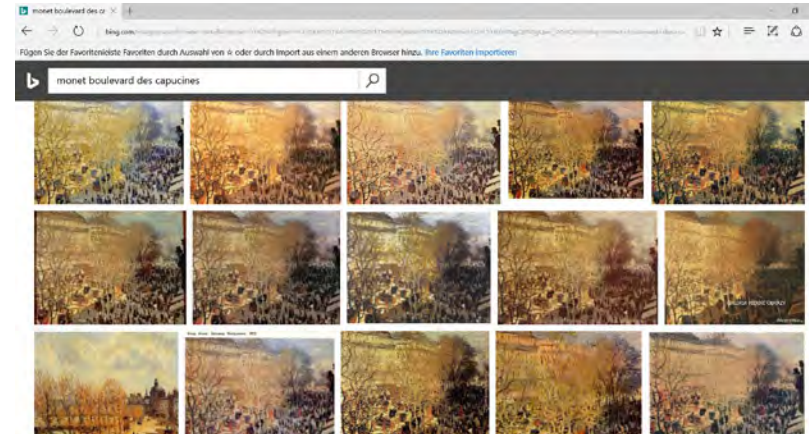 monet boulevard des ca
bing.com
Fügen Sie der Favoritenleiste Favoriten durch Auswahl von ☆ oder durch Import aus einem anderen Browser hinzu. Ihre Favoriten importieren
monet boulevard des capucines